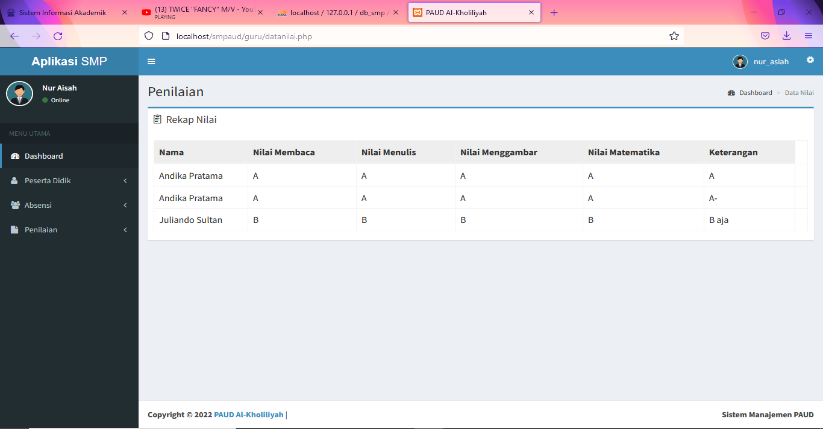 Sistem Informasi Akademik
(13) TWICE "FANCY" M/V - You
PLAYING
localhost / 127.0.0.1 / db_smp /
PAUD Al-Kholiliyah
localhost/smpaud/guru/datanilai.php
Aplikasi SMP
nur_asiah
Nur Aisah
Online
Penilaian
Dashboard > Data Nilai
MENU UTANA
Dashboard
Peserta Didik
Absensi
Penilaian
Rekap Nilai
Nama Nilai Membaca Nilai Menulis Nilai Menggambar Nilai Matematika Keterangan
Andika Pratama A A A A A
Andika Pratama A A A A A-
Juliando Sultan B B B B B aja
Copyright © 2022 PAUD Al-Kholiliyah |
Sistem Manajemen PAUD